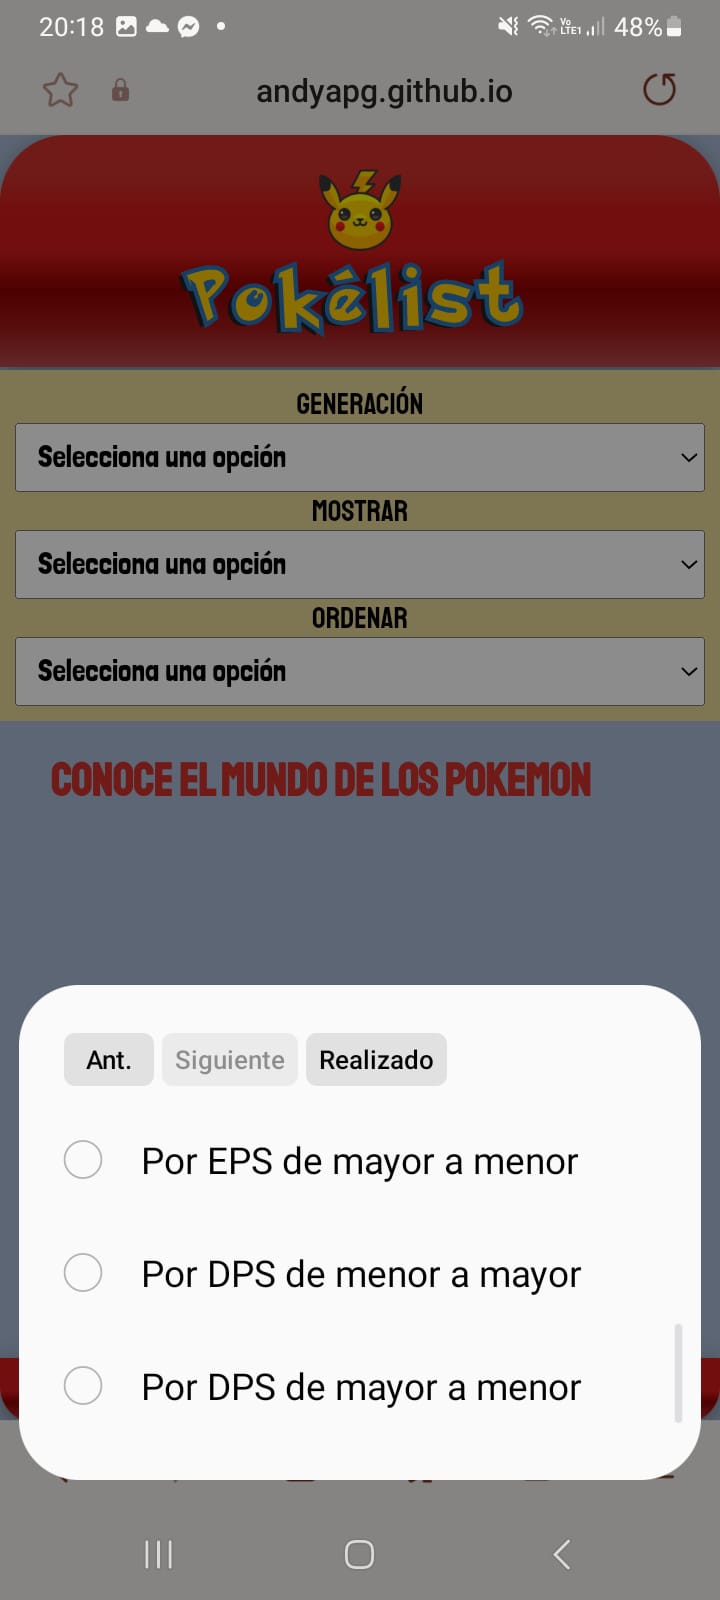 20:18
Vo
LTE1
48%
andyapg.github.io
Pokélist
GENERACIÓN
Selecciona una opción
MOSTRAR
Selecciona una opción
ORDENAR
Selecciona una opción
CONOCE EL MUNDO DE LOS POKEMON
Ant.
Siguiente
Realizado
Por EPS de mayor a menor
Por DPS de menor a mayor
Por DPS de mayor a menor